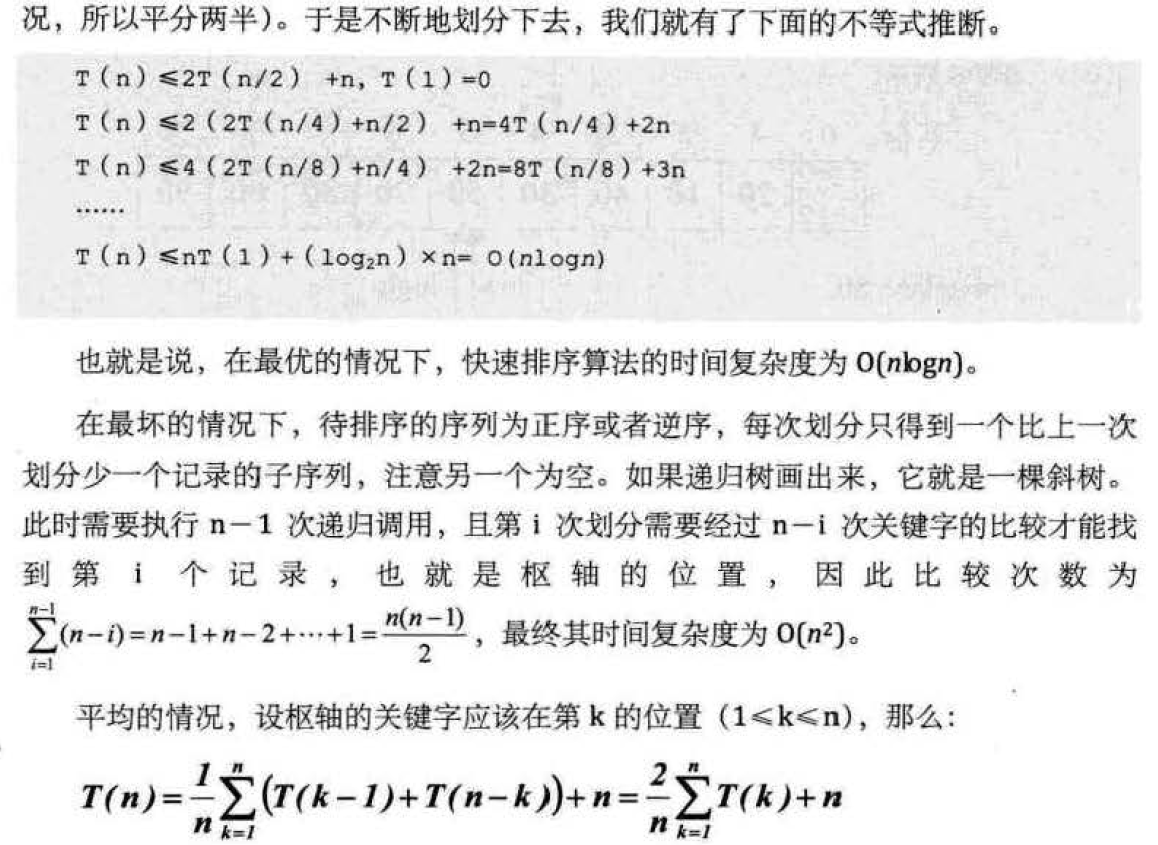 况，所以平分两半)。于是不断地划分下去，我们就有了下面的不等式推断。
T（n）≤2T（n/2） +n，T（1）=0
T（n）≤2（2T（n/4）+n/2） +n=4T（n/4）+2n
T（n）≤4（2T（n/8）+n/4） +2n=8T（n/8）+3n
……
T（n）≤nT（1）+（log₂n）×n= O(nlogn)
也就是说，在最优的情况下，快速排序算法的时间复杂度为 O(nlogn)。
在最坏的情况下，待排序的序列为正序或者逆序，每次划分只得到一个比上一次
划分少一个记录的子序列，注意另一个为空。如果递归树画出来，它就是一棵斜树。
此时需要执行 n－1 次递归调用，且第 i 次划分需要经过 n－i 次关键字的比较才能找
到第 i 个记录，也就是枢轴的位置，因此比较次数为
\sum_{i=1}^{n-1}(n-i)=n-1+n-2+\cdots+1=\frac{n(n-1)}{2}，最终其时间复杂度为 O(n²)。
平均的情况，设枢轴的关键字应该在第 k 的位置（1≤k≤n），那么：
T(n)=\frac{1}{n}\sum_{k=1}^{n}(T(k-1)+T(n-k))+n=\frac{2}{n}\sum_{k=1}^{n}T(k)+n